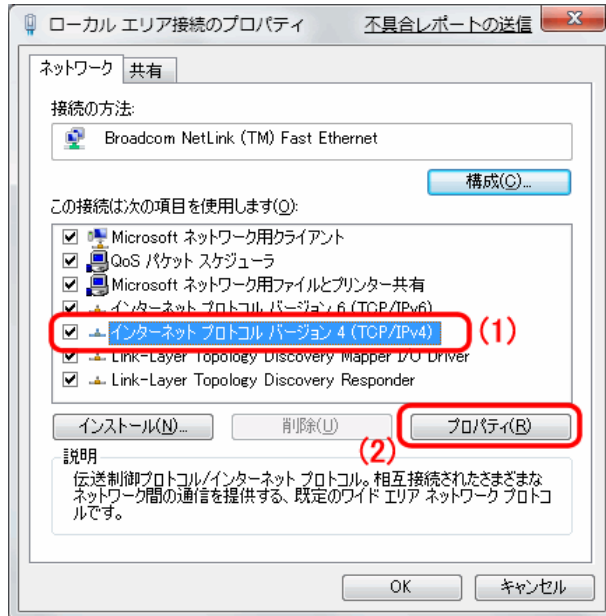 ローカル エリア接続のプロパティ 不具合レポートの送信
ネットワーク 共有
接続の方法:
Broadcom NetLink (TM) Fast Ethernet
構成(C)...
この接続は次の項目を使用します(O):
Microsoft ネットワーク用クライアント
QoS パケット スケジューラ
Microsoft ネットワーク用ファイルとプリンター共有
インターネット プロトコル バージョン 6 (TCP/IPv6)
インターネット プロトコル バージョン 4 (TCP/IPv4) (1)
Link-Layer Topology Discovery Mapper I/O Driver
Link-Layer Topology Discovery Responder
インストール(N)... 削除(U) プロパティ(R)
(2)
説明
伝送制御プロトコル/インターネット プロトコル。相互接続されたさまざまな
ネットワーク間の通信を提供する、既定のワイド エリア ネットワーク プロトコ
ルです。
OK キャンセル